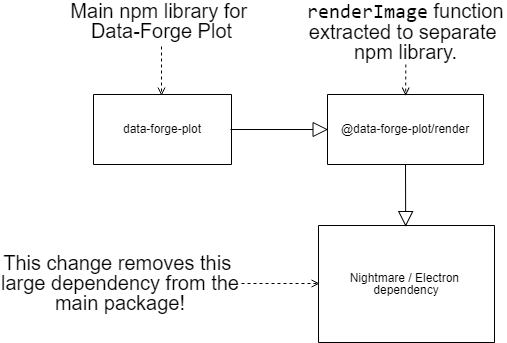 Main npm library for
Data-Forge Plot
renderImage function
extracted to separate
npm library.
data-forge-plot
@data-forge-plot/render
This change removes this
large dependency from the
main package!
Nightmare / Electron
dependency